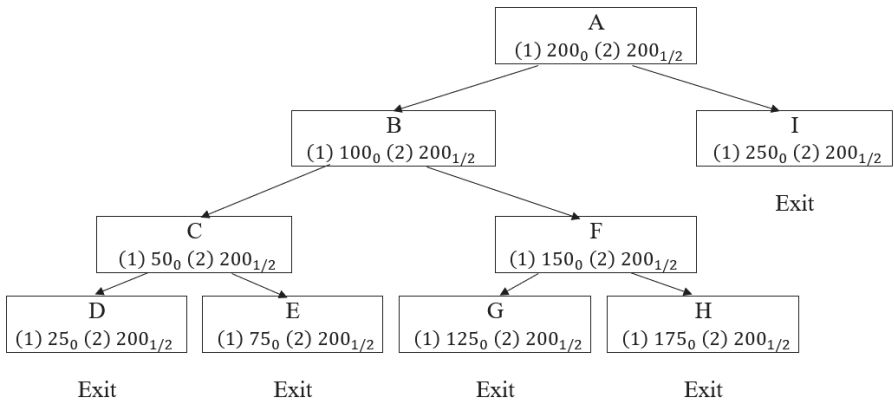 A
(1) 200₀ (2) 200₁/₂
B
(1) 100₀ (2) 200₁/₂
I
(1) 250₀ (2) 200₁/₂
Exit
C
(1) 50₀ (2) 200₁/₂
F
(1) 150₀ (2) 200₁/₂
D
(1) 25₀ (2) 200₁/₂
E
(1) 75₀ (2) 200₁/₂
G
(1) 125₀ (2) 200₁/₂
H
(1) 175₀ (2) 200₁/₂
Exit
Exit
Exit
Exit